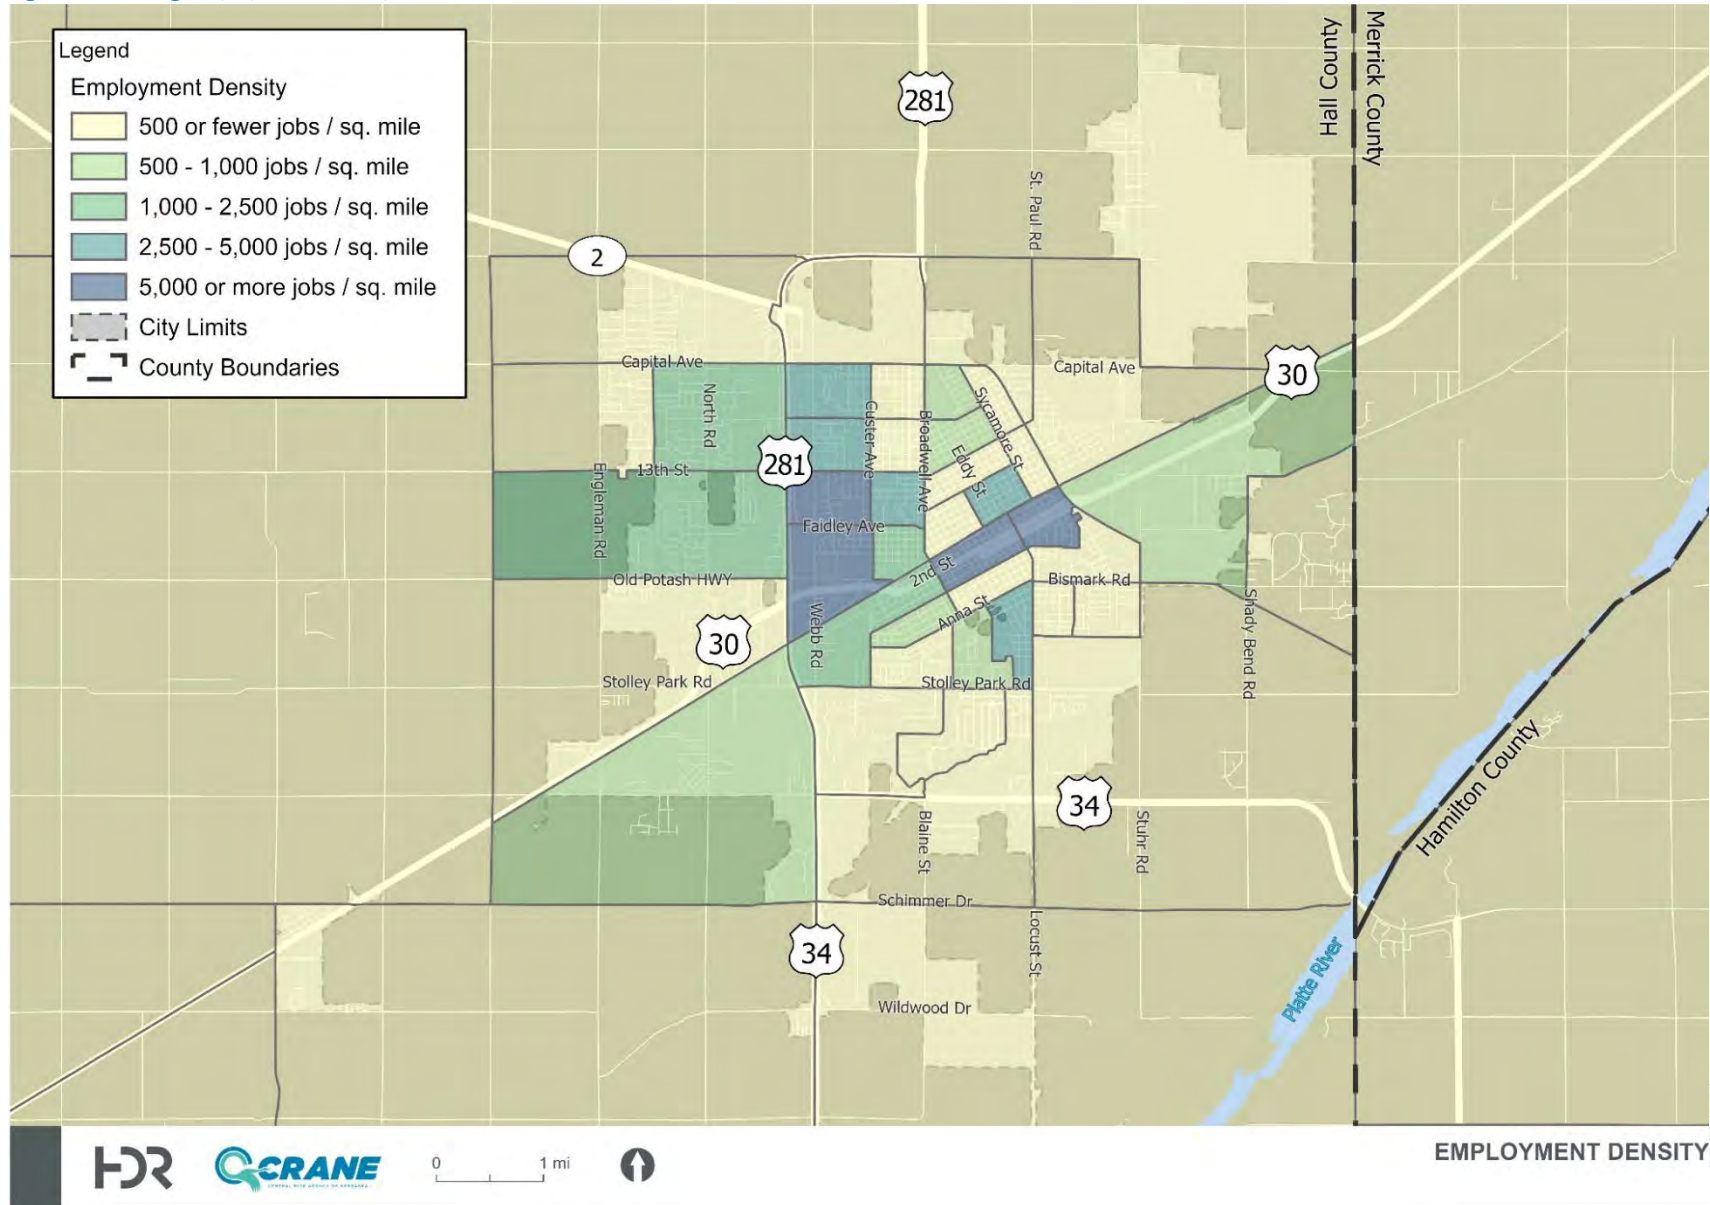 Legend
Employment Density
500 or fewer jobs / sq. mile
500 - 1,000 jobs / sq. mile
1,000 - 2,500 jobs / sq. mile
2,500 - 5,000 jobs / sq. mile
5,000 or more jobs / sq. mile
City Limits
County Boundaries
281
Merrick County
Hall County
St. Paul Rd
2
Capital Ave
Capital Ave
30
North Rd
Custer Ave
Broadwell Ave
Sycamore St
Eddy St
281
13th St
Engleman Rd
Faidley Ave
2nd St
Old Potash HWY
Bismark Rd
Anna St
Webb Rd
Shady Bend Rd
30
Stolley Park Rd
Stolley Park Rd
34
Hamilton County
Blaine St
Stuhr Rd
Schimmer Dr
Locust St
34
Platte River
Wildwood Dr
HDR
CRANE
0 1 mi
EMPLOYMENT DENSITY